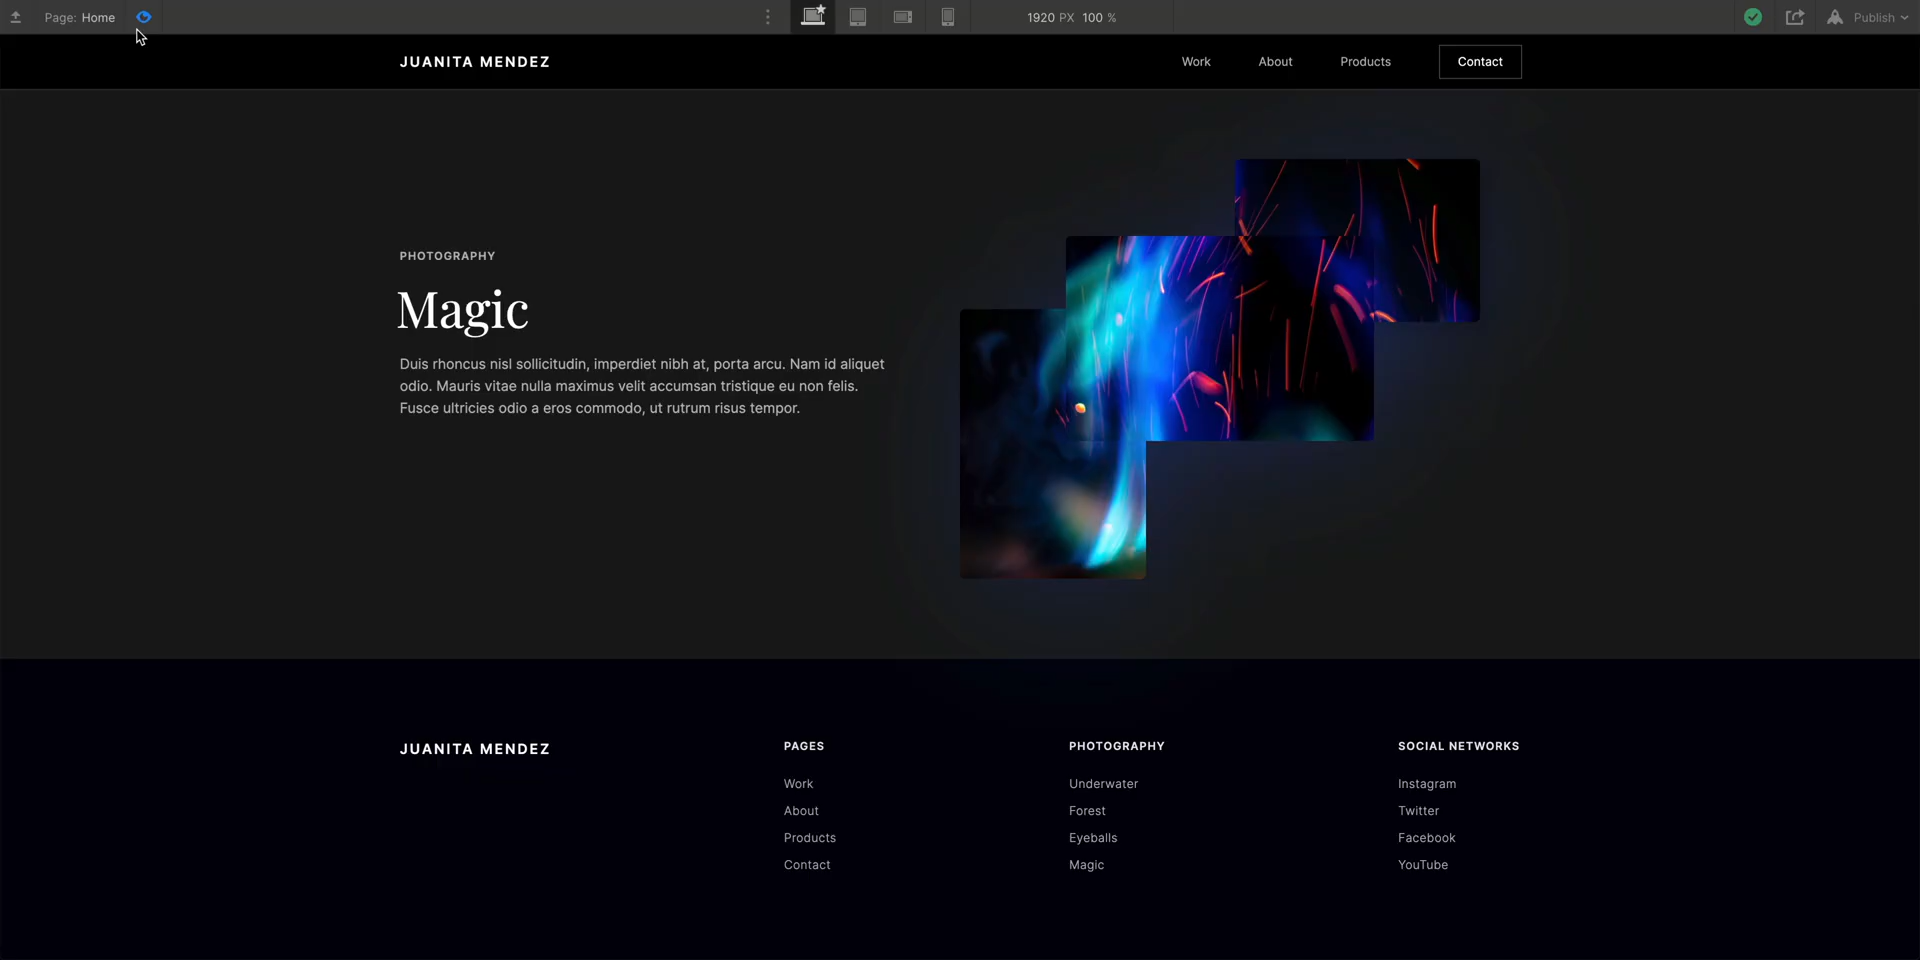 Page: Home
1920 PX 100 %
Publish
JUANITA MENDEZ
Work
About
Products
Contact
PHOTOGRAPHY
Magic
Duis rhoncus nisl sollicitudin, imperdiet nibh at, porta arcu. Nam id aliquet
odio. Mauris vitae nulla maximus velit accumsan tristique eu non felis.
Fusce ultricies odio a eros commodo, ut rutrum risus tempor.
JUANITA MENDEZ
PAGES
Work
About
Products
Contact
PHOTOGRAPHY
Underwater
Forest
Eyeballs
Magic
SOCIAL NETWORKS
Instagram
Twitter
Facebook
YouTube